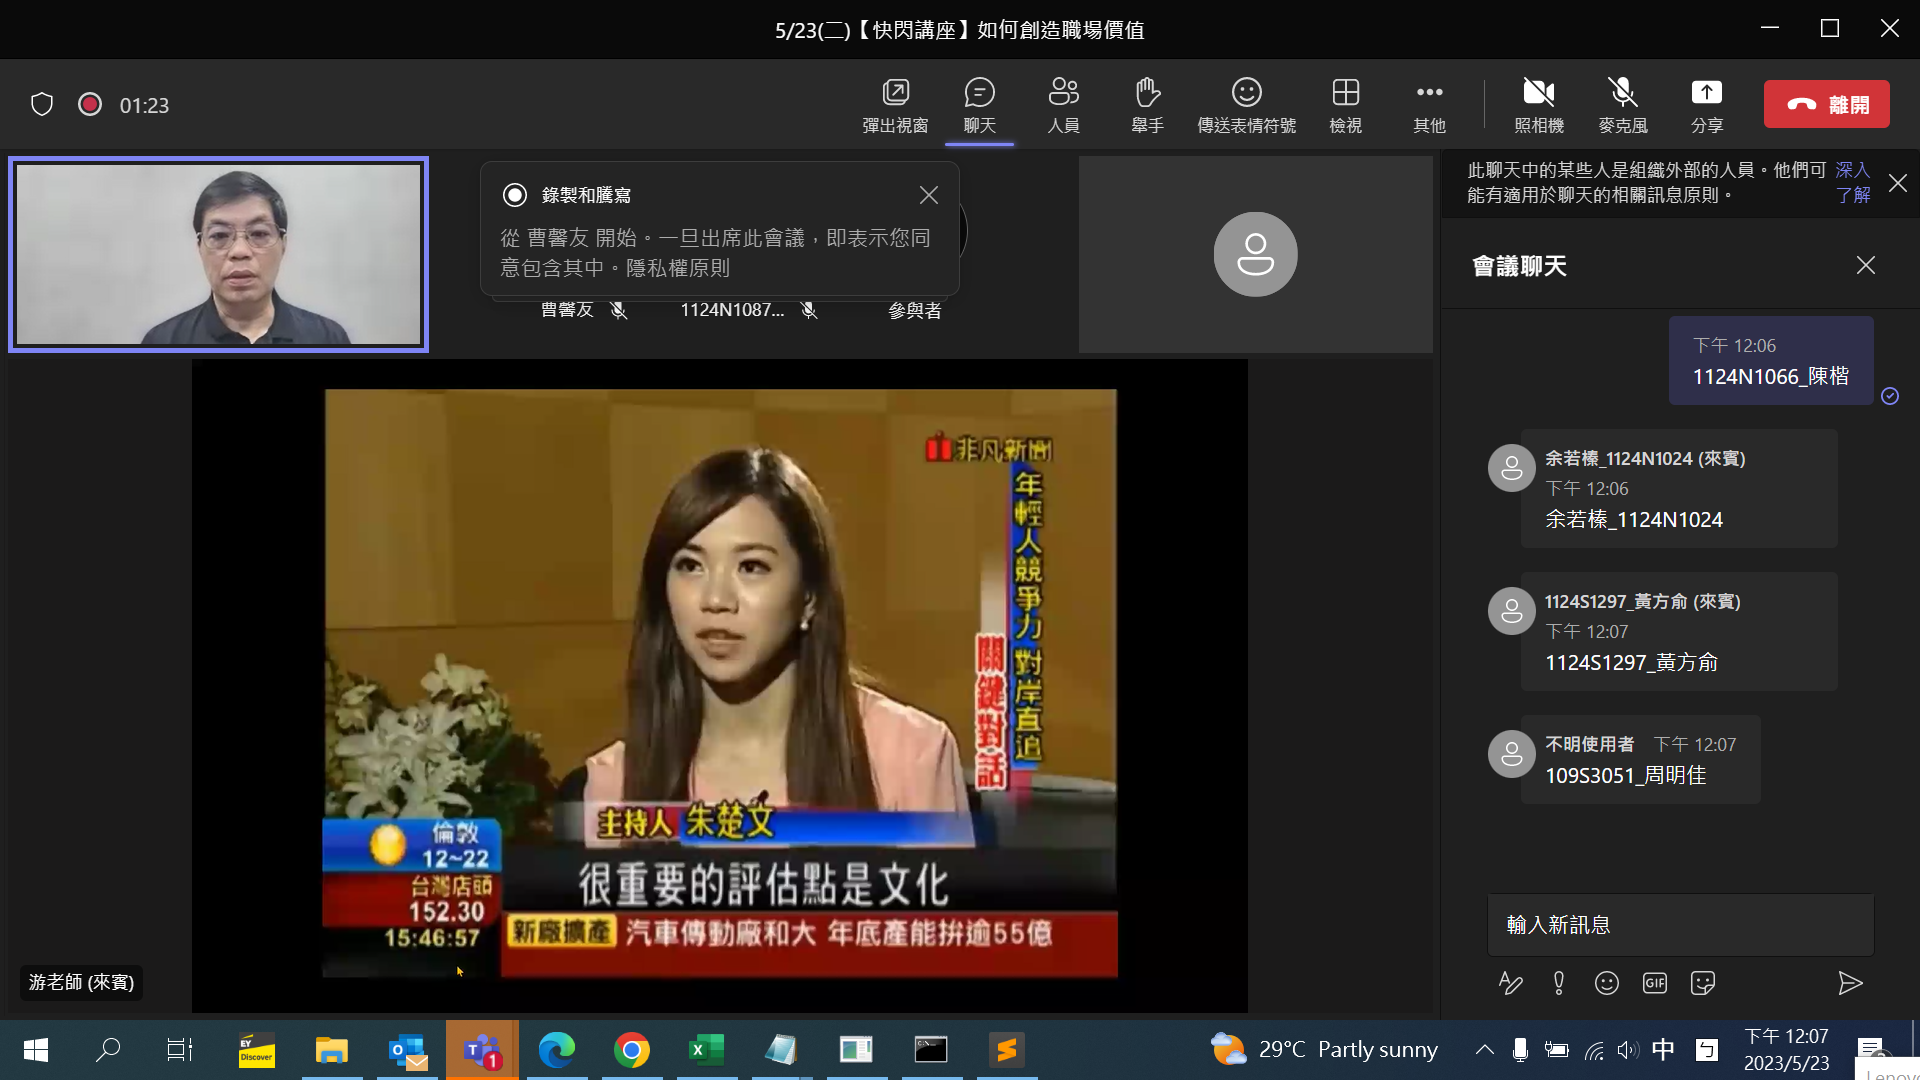 5/23(二)【快閃講座】如何創造職場價值
01:23
彈出視窗
聊天
人員
舉手
傳送表情符號
檢視
其他
照相機
麥克風
分享
離開
錄製和騰寫
從 曹馨友 開始。一旦出席此會議，即表示您同
意包含其中。隱私權原則
曹馨友
1124N1087...
參與者
此聊天中的某些人是組織外部的人員。他們可
能有適用於聊天的相關訊息原則。
深入
了解
會議聊天
下午 12:06
1124N1066_陳楷
余若榛_1124N1024 (來賓)
下午 12:06
余若榛_1124N1024
1124S1297_黃方俞 (來賓)
下午 12:07
1124S1297_黃方俞
不明使用者 下午 12:07
109S3051_周明佳
輸入新訊息
GIF
非凡新聞
年輕人競爭力 對岸直追
關鍵對話
主持人 朱楚文
很重要的評估點是文化
倫敦
12~22
台灣店頭
152.30
15:46:57
新廠擴產 汽車傳動廠和大 年底產能拚逾55億
游老師 (來賓)
EY
Discover
1
29°C Partly sunny
中
ㄅ
下午 12:07
2023/5/23